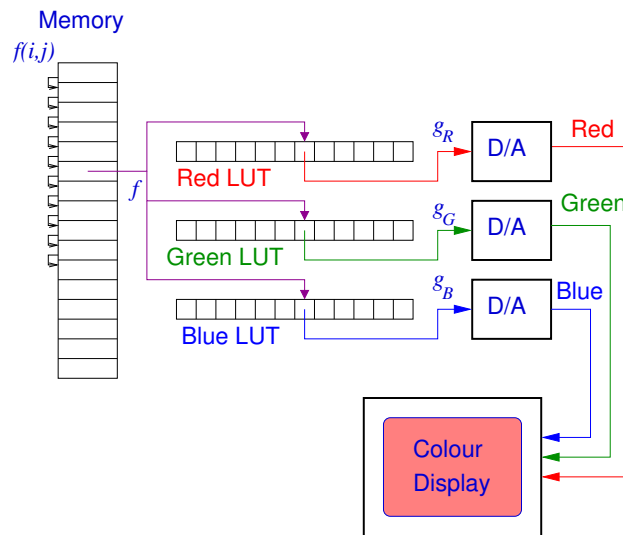 Memory
f(i,j)
f
Red LUT
g_R
D/A
Red
Green LUT
g_G
D/A
Green
Blue LUT
g_B
D/A
Blue
Colour
Display